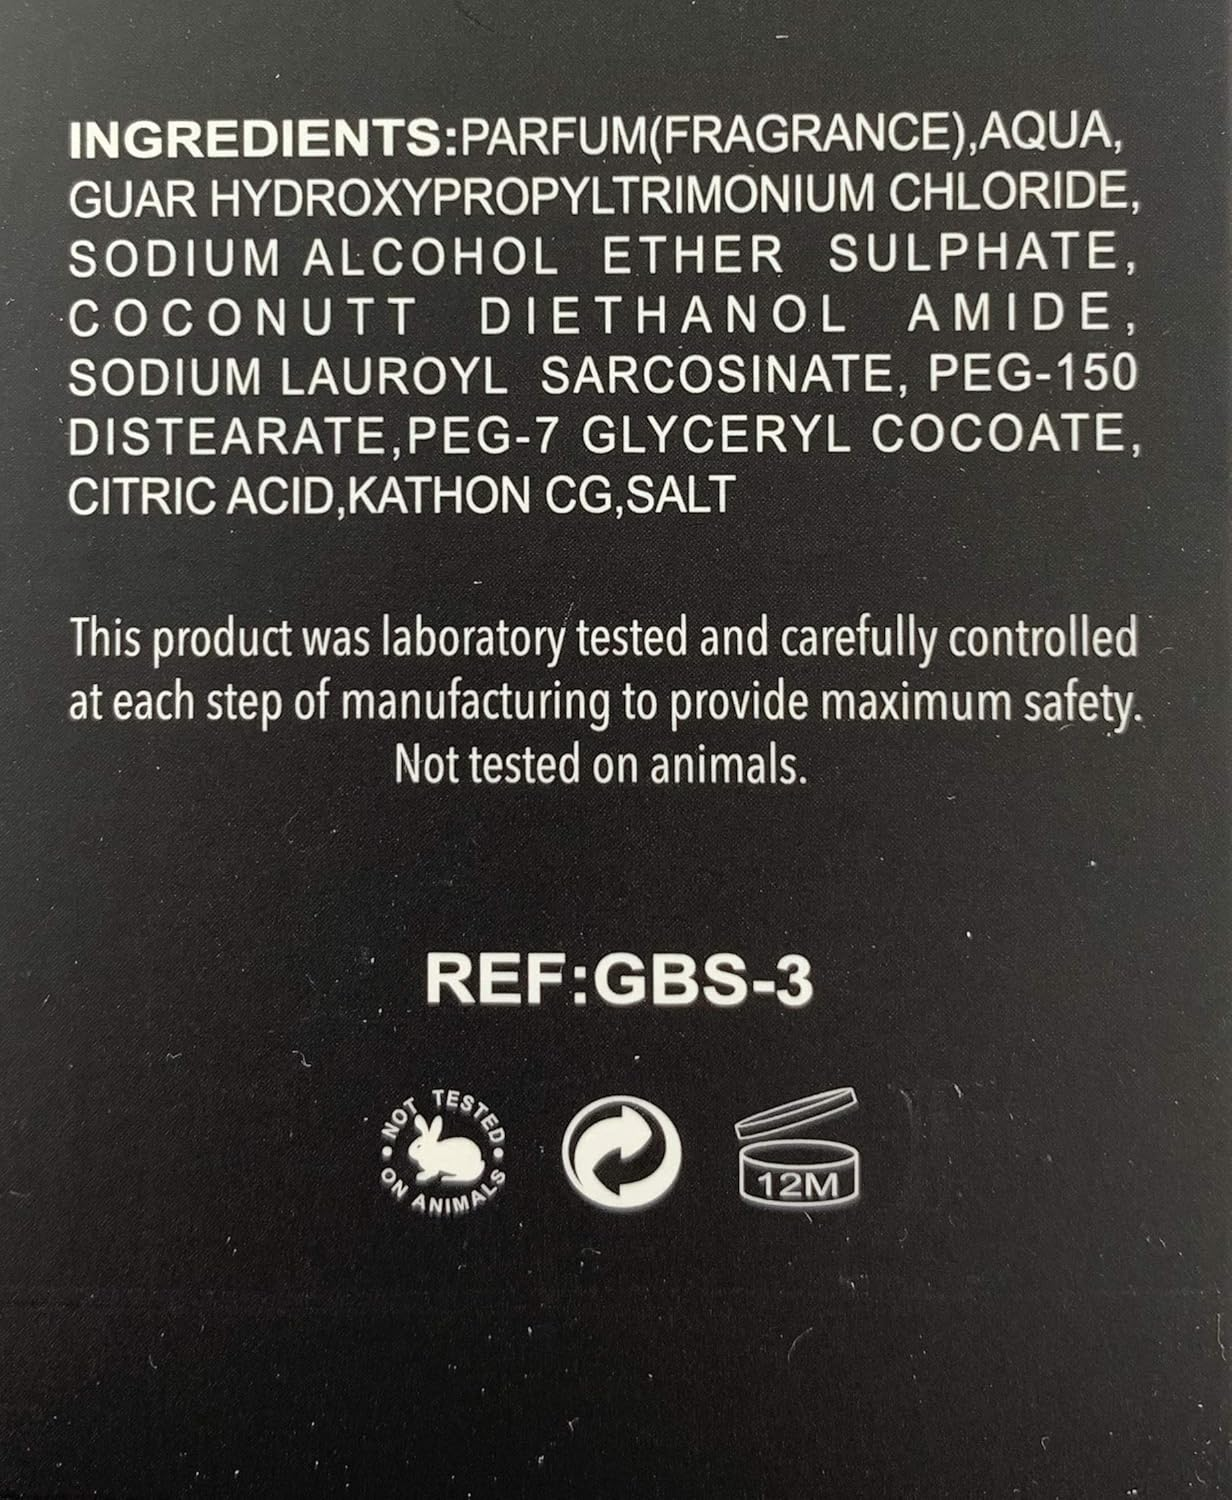 INGREDIENTS:PARFUM(FRAGRANCE),AQUA,
GUAR HYDROXYPROPYLTRIMONIUM CHLORIDE,
SODIUM ALCOHOL ETHER SULPHATE,
COCONUTT DIETHANOL AMIDE,
SODIUM LAUROYL SARCOSINATE, PEG-150
DISTEARATE,PEG-7 GLYCERYL COCOATE,
CITRIC ACID,KATHON CG,SALT
This product was laboratory tested and carefully controlled
at each step of manufacturing to provide maximum safety.
Not tested on animals.
REF:GBS-3
NOT TESTED
ON ANIMALS
12M